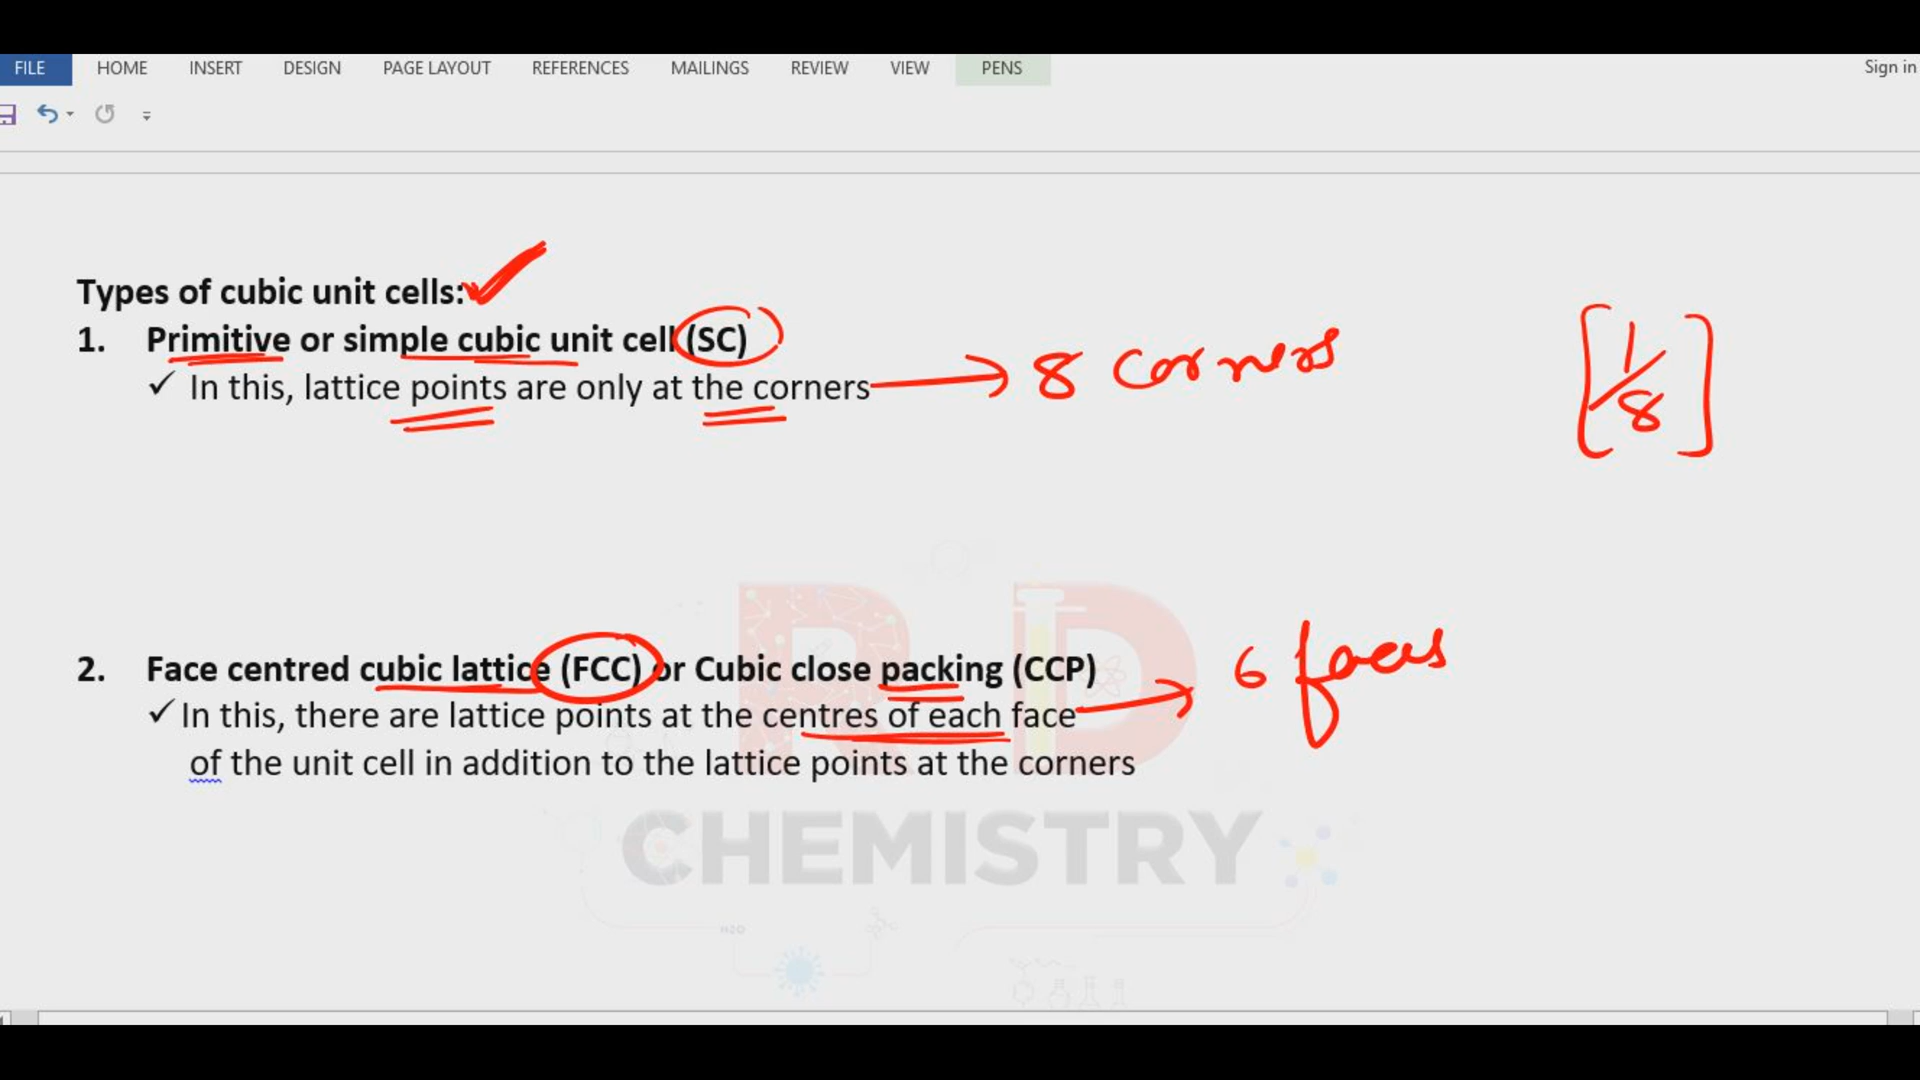 FILE HOME INSERT DESIGN PAGE LAYOUT REFERENCES MAILINGS REVIEW VIEW PENS Sign in
Types of cubic unit cells:
1. Primitive or simple cubic unit cell (SC)
✓ In this, lattice points are only at the corners → 8 corners
[1/8]
2. Face centred cubic lattice (FCC) or Cubic close packing (CCP)
✓ In this, there are lattice points at the centres of each face → 6 faces
of the unit cell in addition to the lattice points at the corners
RD
CHEMISTRY
H2O